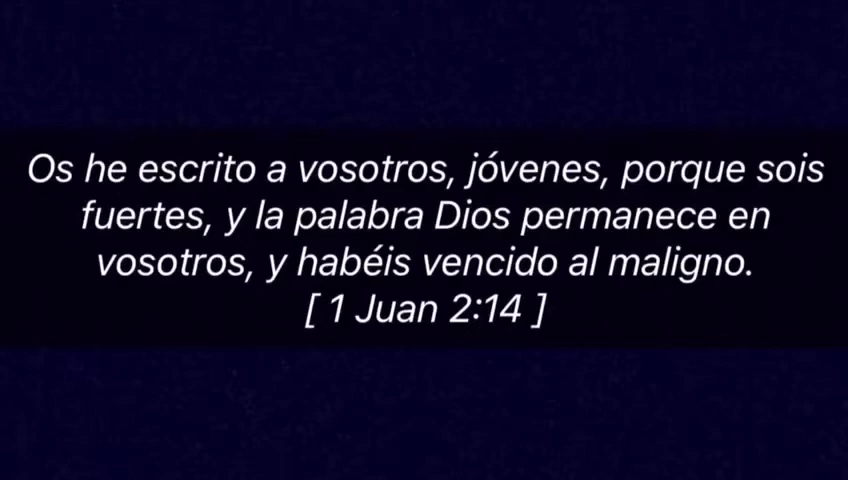 Os he escrito a vosotros, jóvenes, porque sois
fuertes, y la palabra Dios permanece en
vosotros, y habéis vencido al maligno.
[ 1 Juan 2:14 ]